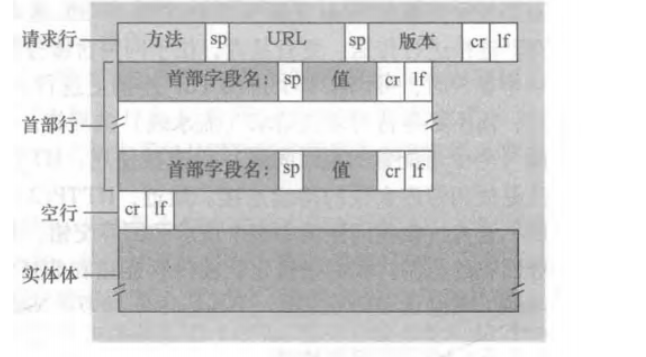 请求行 方法 sp URL sp 版本 cr lf
首部字段名: sp 值 cr lf
首部行
首部字段名: sp 值 cr lf
空行 cr lf
实体体